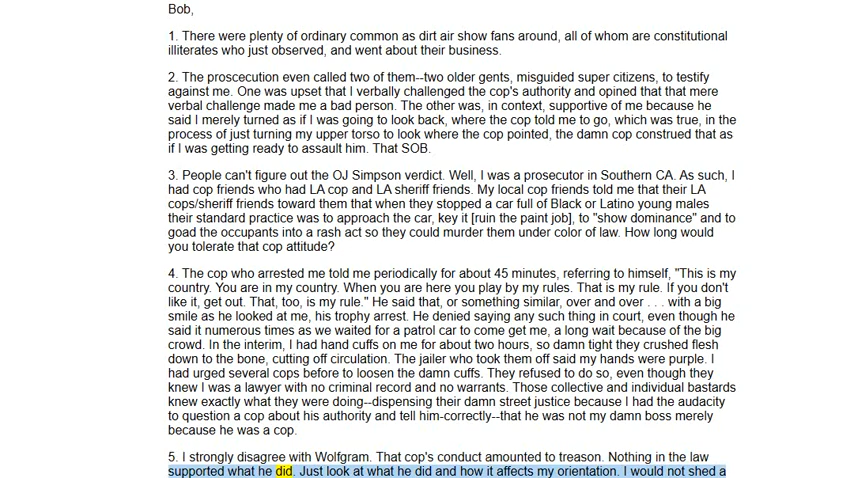 Bob,
1. There were plenty of ordinary common as dirt air show fans around, all of whom are constitutional
illiterates who just observed, and went about their business.
2. The proscecution even called two of them--two older gents, misguided super citizens, to testify
against me. One was upset that I verbally challenged the cop's authority and opined that that mere
verbal challenge made me a bad person. The other was, in context, supportive of me because he
said I merely turned as if I was going to look back, where the cop told me to go, which was true, in the
process of just turning my upper torso to look where the cop pointed, the damn cop construed that as
if I was getting ready to assault him. That SOB.
3. People can't figure out the OJ Simpson verdict. Well, I was a prosecutor in Southern CA. As such, I
had cop friends who had LA cop and LA sheriff friends. My local cop friends told me that their LA
cops/sheriff friends toward them that when they stopped a car full of Black or Latino young males
their standard practice was to approach the car, key it [ruin the paint job], to "show dominance" and to
goad the occupants into a rash act so they could murder them under color of law. How long would
you tolerate that cop attitude?
4. The cop who arrested me told me periodically for about 45 minutes, referring to himself, "This is my
country. You are in my country. When you are here you play by my rules. That is my rule. If you don't
like it, get out. That, too, is my rule." He said that, or something similar, over and over . . . with a big
smile as he looked at me, his trophy arrest. He denied saying any such thing in court, even though he
said it numerous times as we waited for a patrol car to come get me, a long wait because of the big
crowd. In the interim, I had hand cuffs on me for about two hours, so damn tight they crushed flesh
down to the bone, cutting off circulation. The jailer who took them off said my hands were purple. I
had urged several cops before to loosen the damn cuffs. They refused to do so, even though they
knew I was a lawyer with no criminal record and no warrants. Those collective and individual bastards
knew exactly what they were doing--dispensing their damn street justice because I had the audacity
to question a cop about his authority and tell him-correctly--that he was not my damn boss merely
because he was a cop.
5. I strongly disagree with Wolfgram. That cop's conduct amounted to treason. Nothing in the law
supported what he did. Just look at what he did and how it affects my orientation. I would not shed a